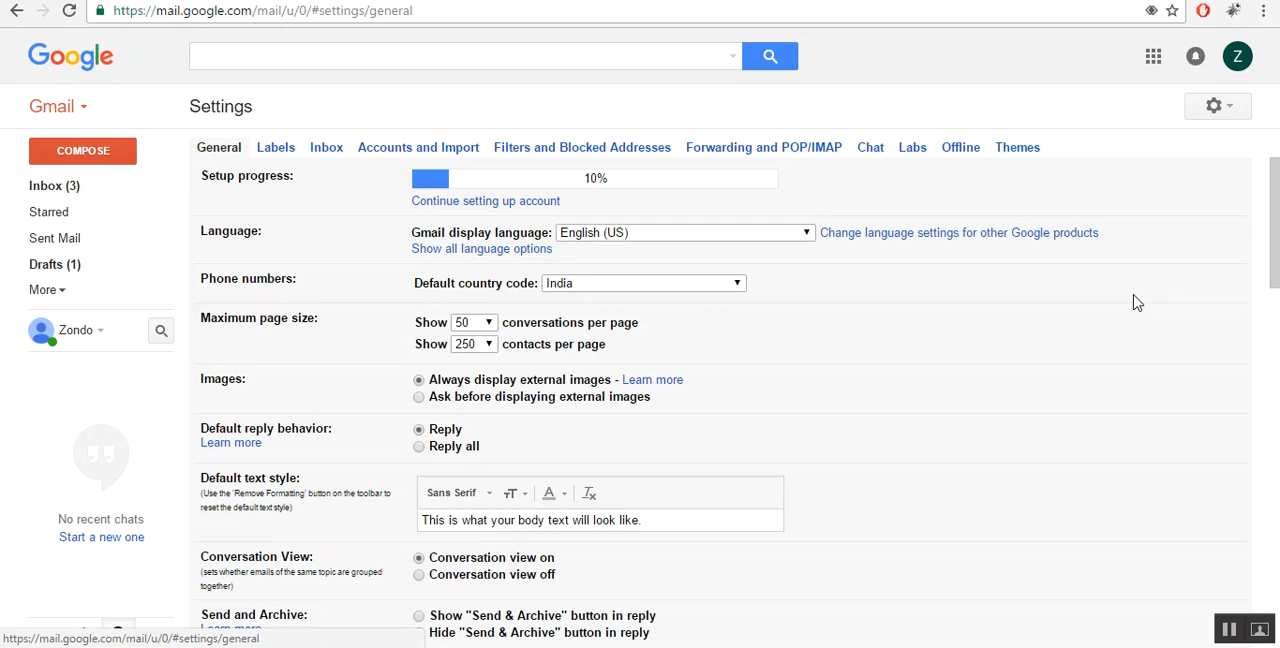 https://mail.google.com/mail/u/0/#settings/general
Google
Z
Gmail
Settings
COMPOSE
General Labels Inbox Accounts and Import Filters and Blocked Addresses Forwarding and POP/IMAP Chat Labs Offline Themes
Inbox (3)
Starred
Sent Mail
Drafts (1)
More
Zondo
No recent chats
Start a new one
Setup progress:
10%
Continue setting up account
Language:
Gmail display language: English (US) Change language settings for other Google products
Show all language options
Phone numbers:
Default country code: India
Maximum page size:
Show 50 conversations per page
Show 250 contacts per page
Images:
Always display external images - Learn more
Ask before displaying external images
Default reply behavior:
Learn more
Reply
Reply all
Default text style:
(Use the 'Remove Formatting' button on the toolbar to
reset the default text style)
Sans Serif
This is what your body text will look like.
Conversation View:
(sets whether emails of the same topic are grouped
together)
Conversation view on
Conversation view off
Send and Archive:
Learn more
Show "Send & Archive" button in reply
Hide "Send & Archive" button in reply
https://mail.google.com/mail/u/0/#settings/general